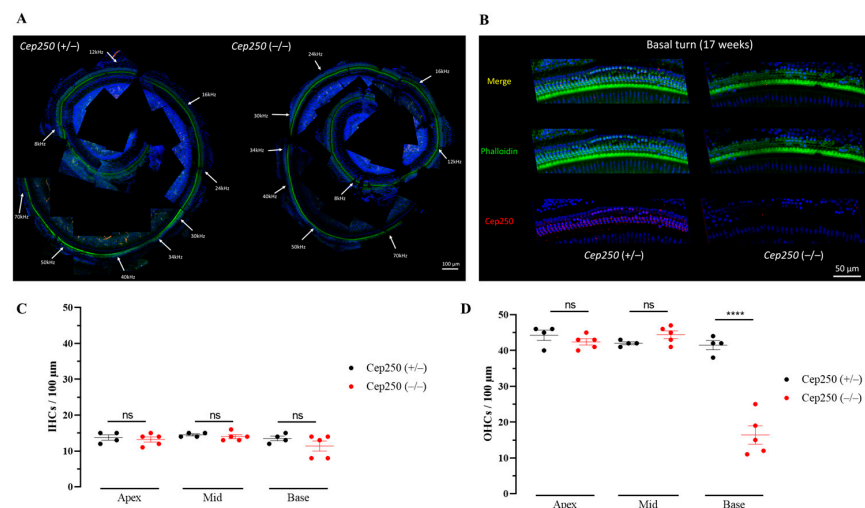 A
Cep250 (+/−)
Cep250 (−/−)
12kHz
16kHz
8kHz
24kHz
70kHz
30kHz
34kHz
50kHz
40kHz
24kHz
16kHz
30kHz
34kHz
12kHz
8kHz
40kHz
50kHz
70kHz
100 µm
B
Basal turn (17 weeks)
Merge
Phalloidin
Cep250
Cep250 (+/−)
Cep250 (−/−)
50 µm
C
IHCs / 100 µm
50
40
30
20
10
0
ns
ns
ns
Apex
Mid
Base
Cep250 (+/−)
Cep250 (−/−)
D
OHCs / 100 µm
50
40
30
20
10
0
ns
ns
****
Apex
Mid
Base
Cep250 (+/−)
Cep250 (−/−)